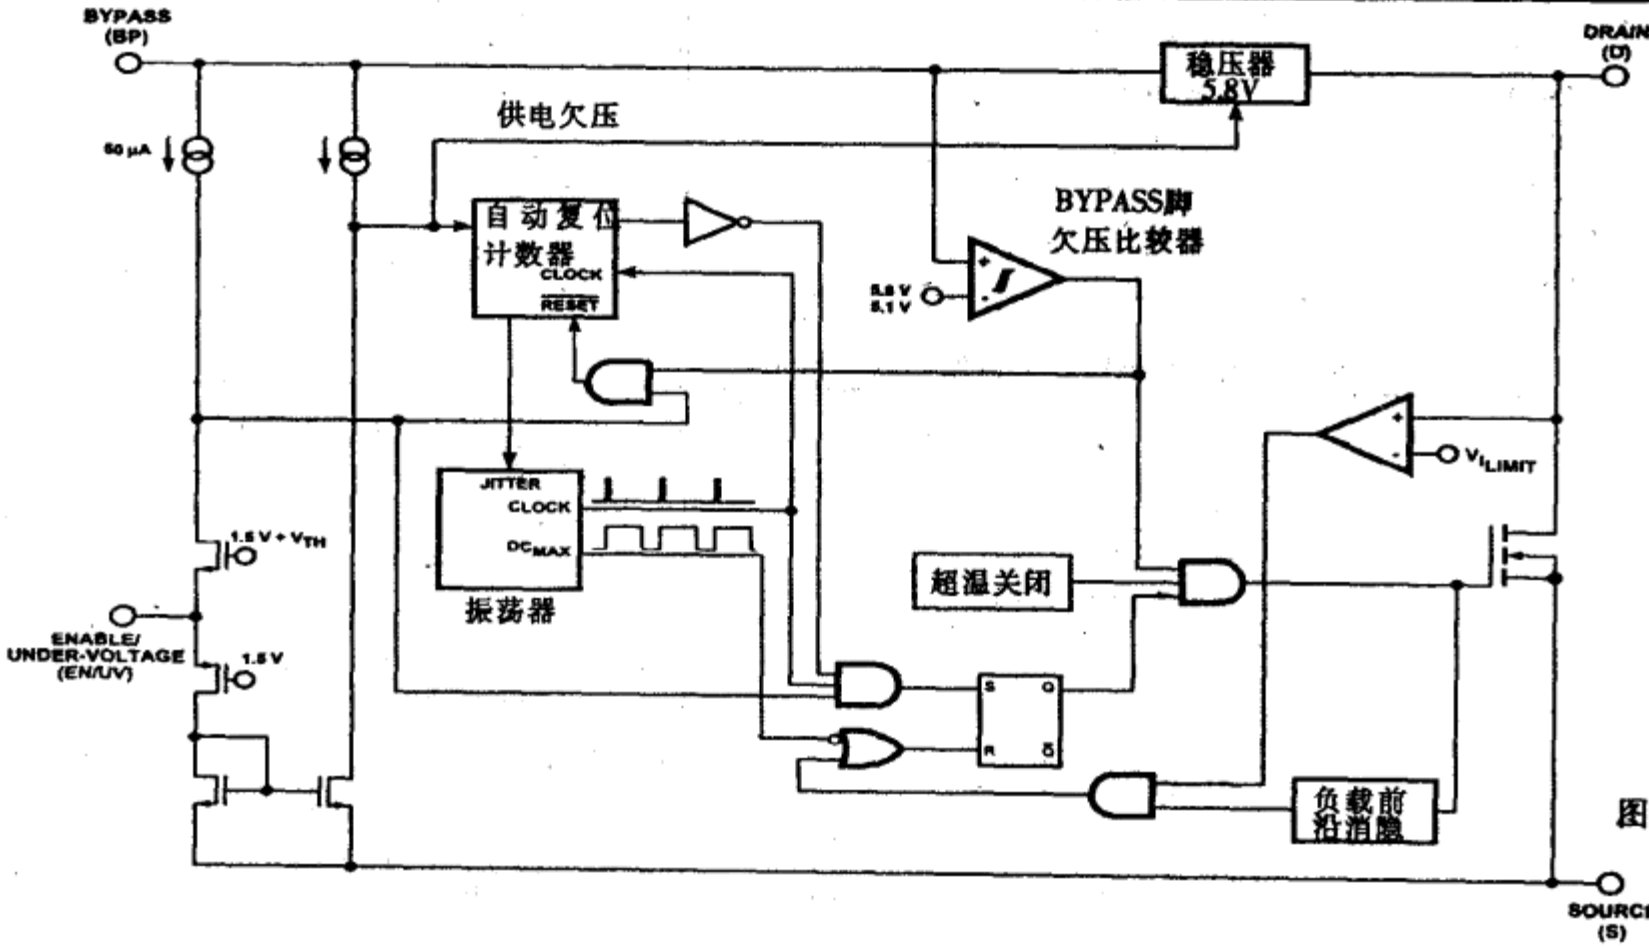 BYPASS
(BP)
DRAIN
(D)
稳压器
5.8V
供电欠压
50 μA
BYPASS脚
欠压比较器
自动复位
计数器
CLOCK
RESET
+
-
5.8 V
5.1 V
+
-
VILIMIT
JITTER
CLOCK
DCMAX
振荡器
1.5 V + VTH
超温关闭
ENABLE/
UNDER-VOLTAGE
(EN/UV)
1.5 V
S Q
R Q̅
负载前
沿消隐
图
SOURCE
(S)